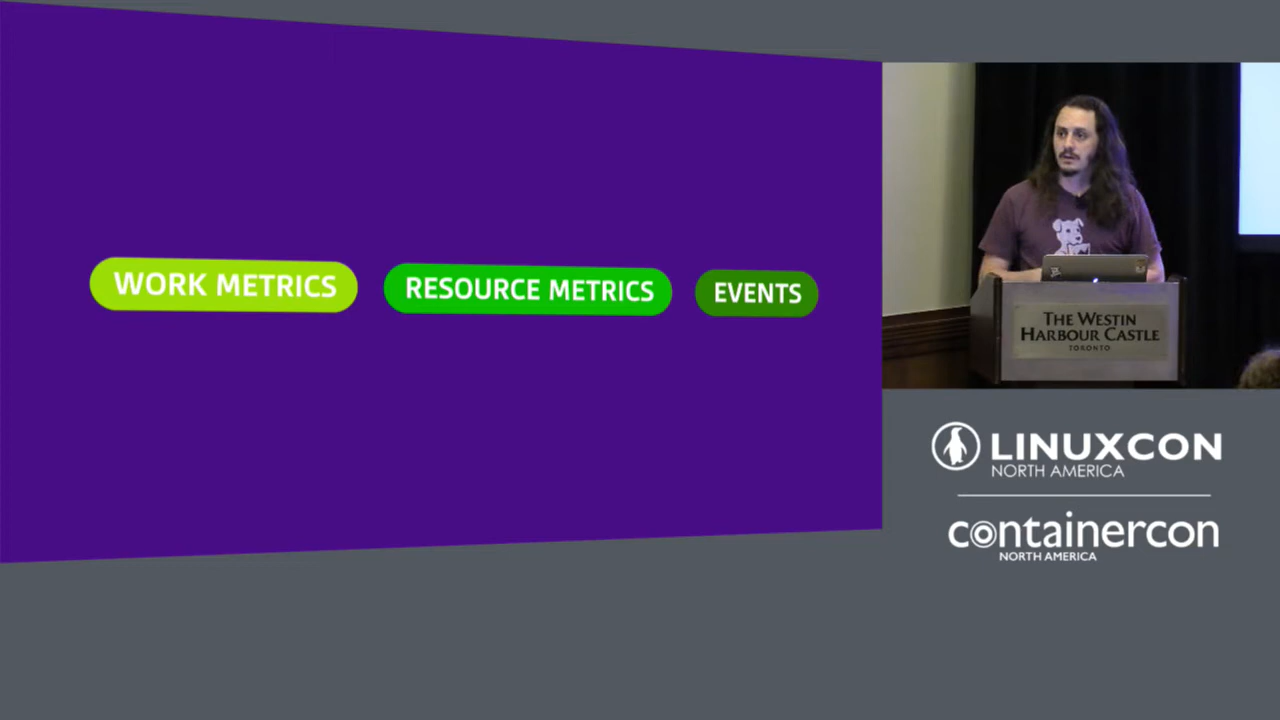 WORK METRICS
RESOURCE METRICS
EVENTS
THE WESTIN
HARBOUR CASTLE
TORONTO
LINUXCON
NORTH AMERICA
containercon
NORTH AMERICA